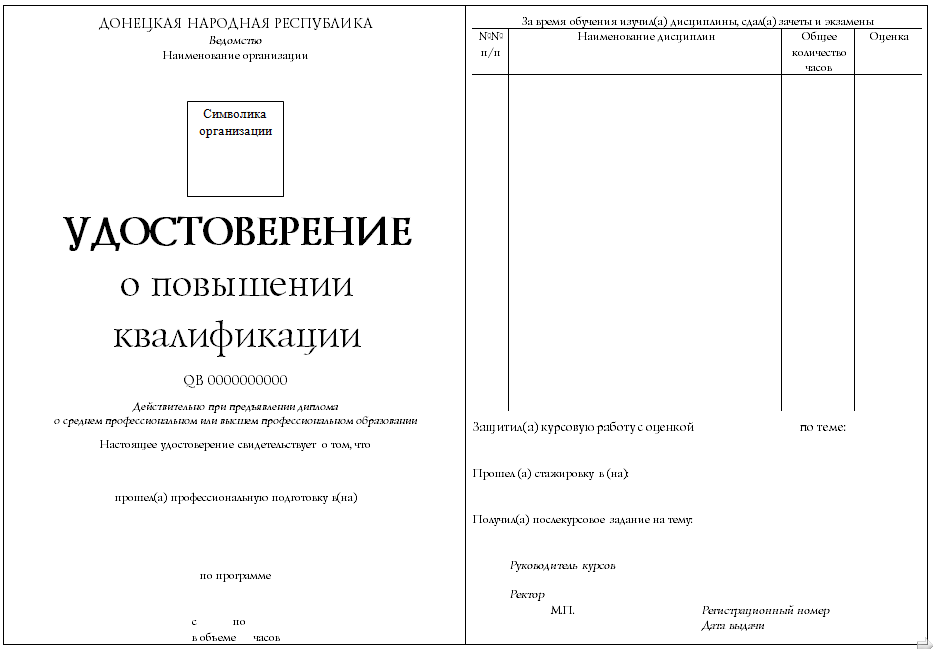 ДОНЕЦКАЯ НАРОДНАЯ РЕСПУБЛИКА
Ведомство
Наименование организации
Символика
организации
УДОСТОВЕРЕНИЕ
о повышении
квалификации
QB 0000000000
Действительно при предъявлении диплома
о среднем профессиональном или высшем профессиональном образовании
Настоящее удостоверение свидетельствует о том, что
прошел(а) профессиональную подготовку в(на)
по программе
с по
в объеме часов
За время обучения изучил(а) дисциплины, сдал(а) зачеты и экзамены
№№ Наименование дисциплин Общее Оценка
п/п количество
часов
Защитил(а) курсовую работу с оценкой по теме:
Прошел (а) стажировку в (на):
Получил(а) послекурсовое задание на тему:
Руководитель курсов
Ректор
М.П. Регистрационный номер
Дата выдачи